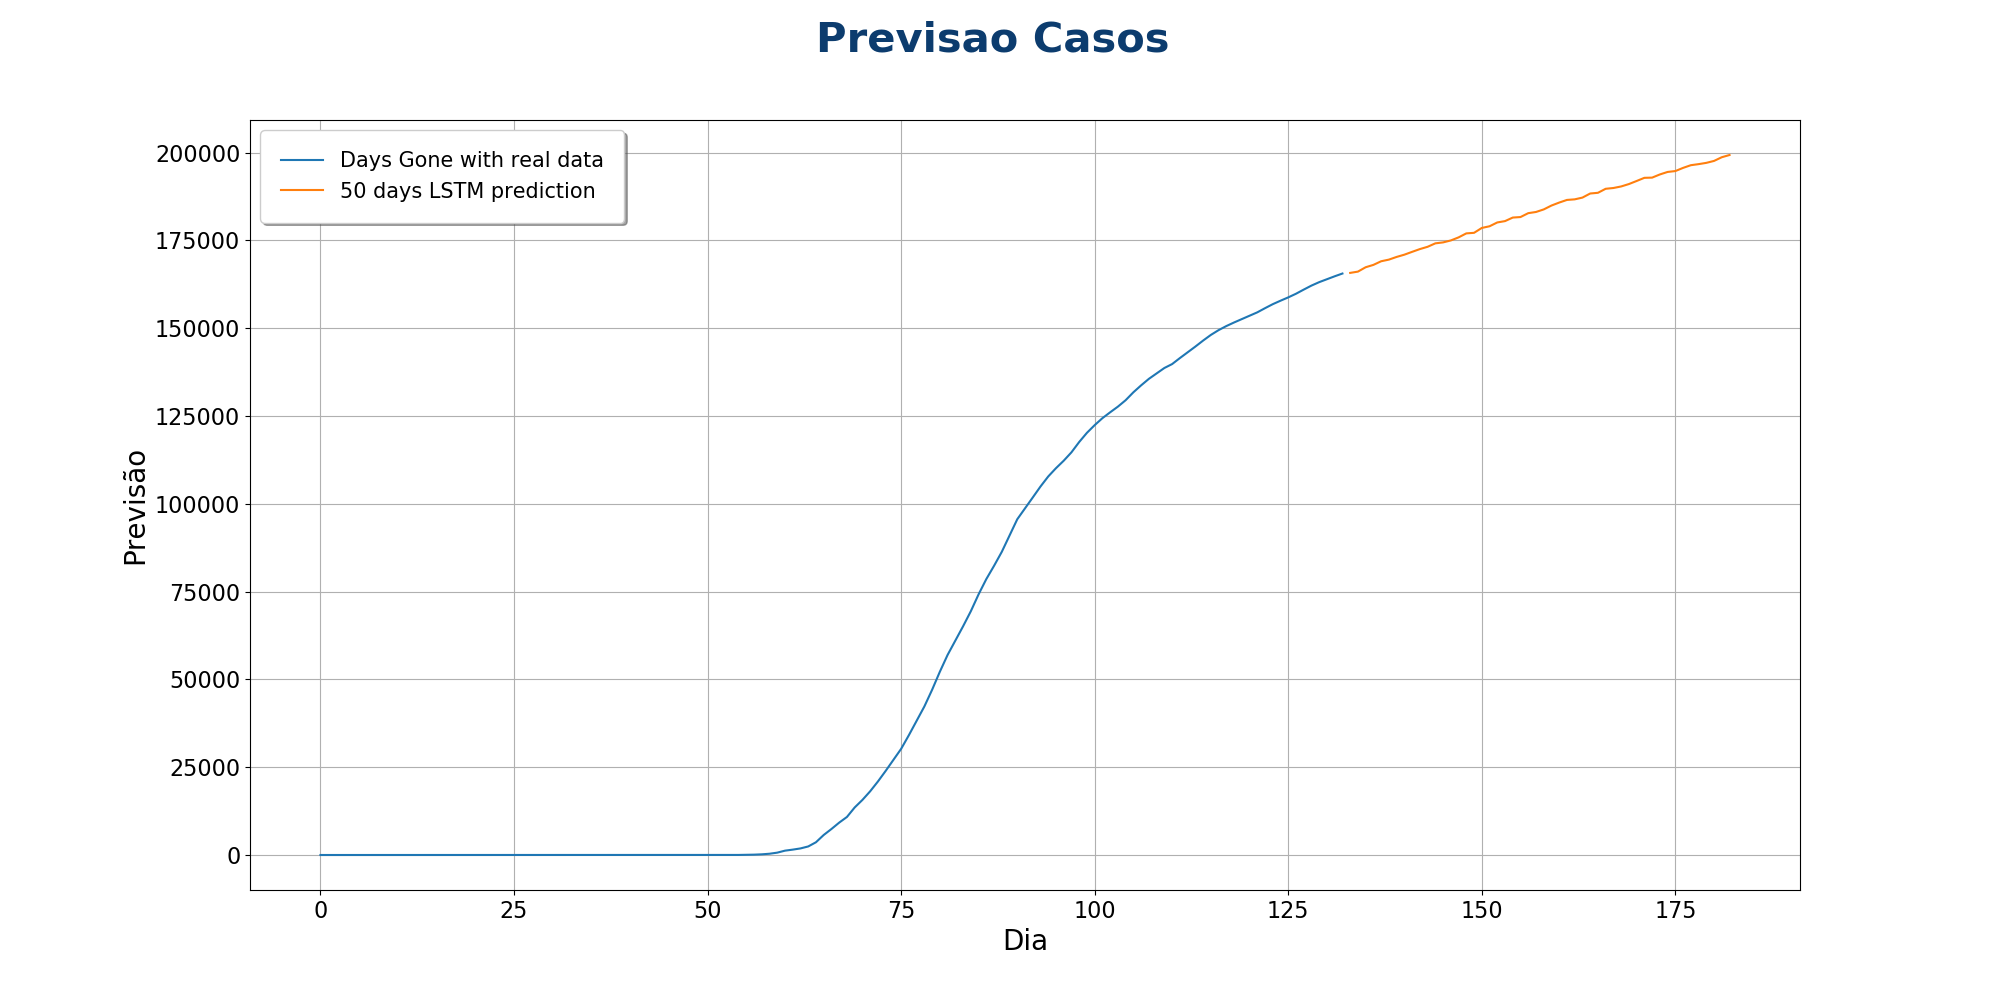 Previsao Casos
Days Gone with real data
50 days LSTM prediction
200000
175000
150000
125000
100000
75000
50000
25000
0
Previsão
0 25 50 75 100 125 150 175
Dia